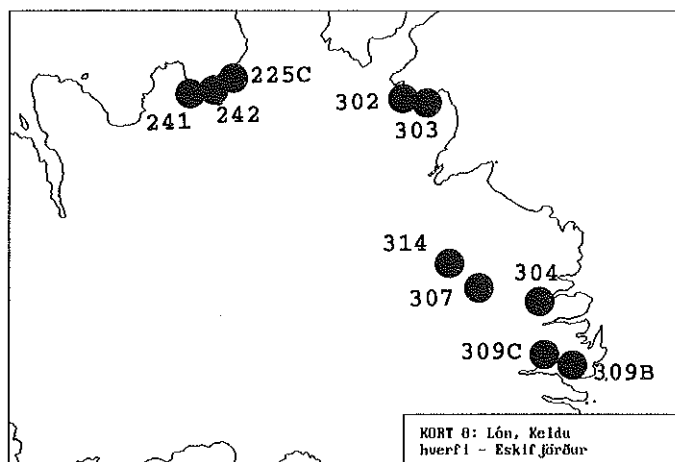 225C
241
242
302
303
314
304
307
309C
309B
KORT 8: Lón, Keldu
hverfi - Eskifjörður